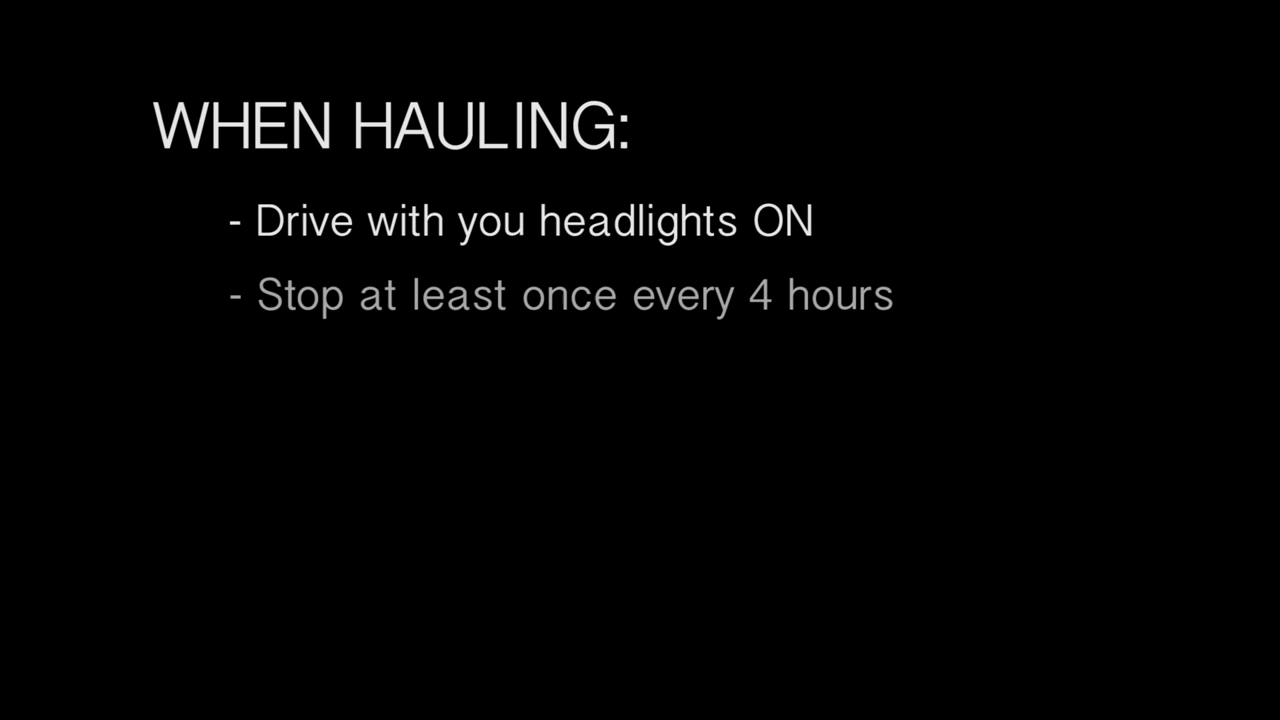 WHEN HAULING:
- Drive with you headlights ON
- Stop at least once every 4 hours